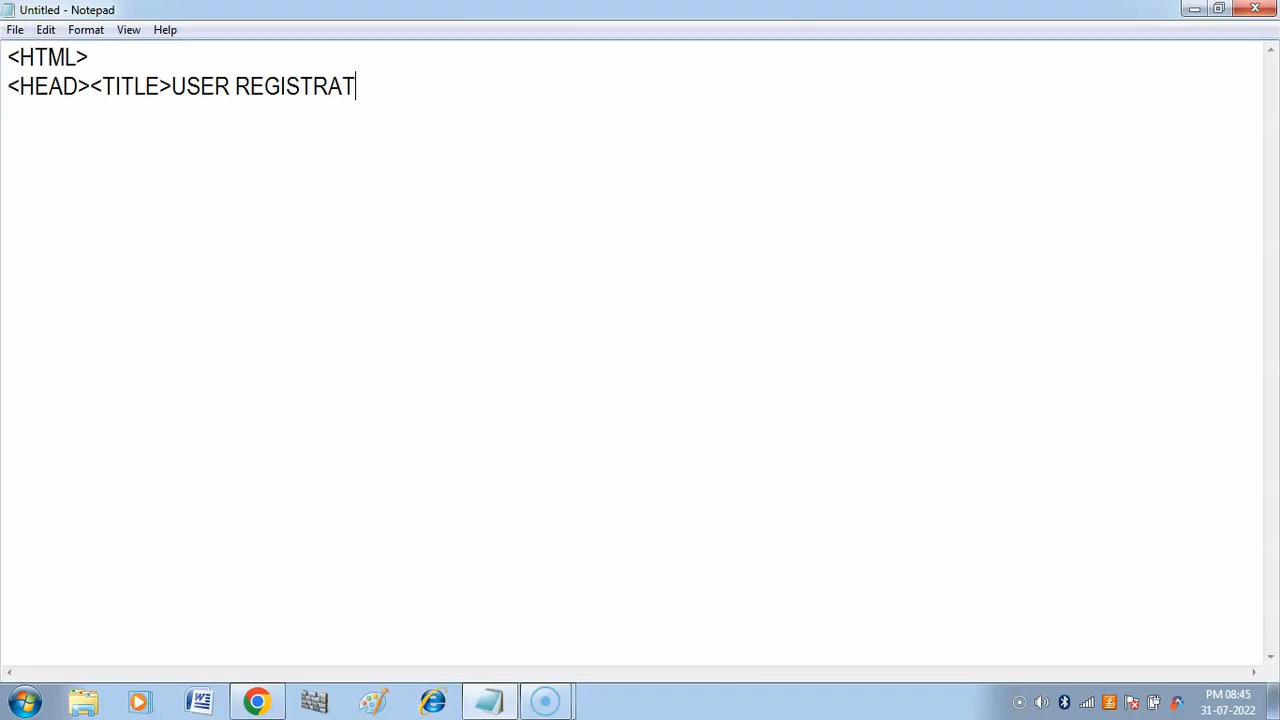 Untitled - Notepad
File Edit Format View Help
<HTML>
<HEAD><TITLE>USER REGISTRAT
PM 08:45
31-07-2022